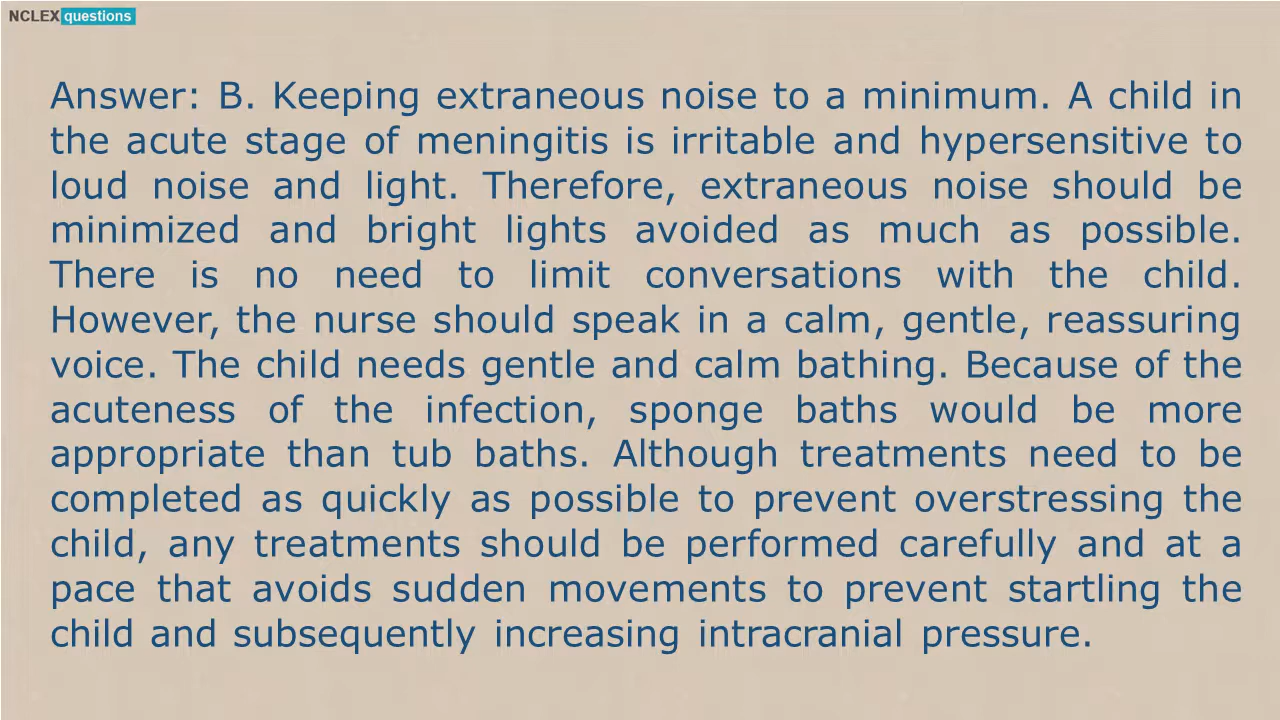 NCLEX questions
Answer: B. Keeping extraneous noise to a minimum. A child in
the acute stage of meningitis is irritable and hypersensitive to
loud noise and light. Therefore, extraneous noise should be
minimized and bright lights avoided as much as possible.
There is no need to limit conversations with the child.
However, the nurse should speak in a calm, gentle, reassuring
voice. The child needs gentle and calm bathing. Because of the
acuteness of the infection, sponge baths would be more
appropriate than tub baths. Although treatments need to be
completed as quickly as possible to prevent overstressing the
child, any treatments should be performed carefully and at a
pace that avoids sudden movements to prevent startling the
child and subsequently increasing intracranial pressure.